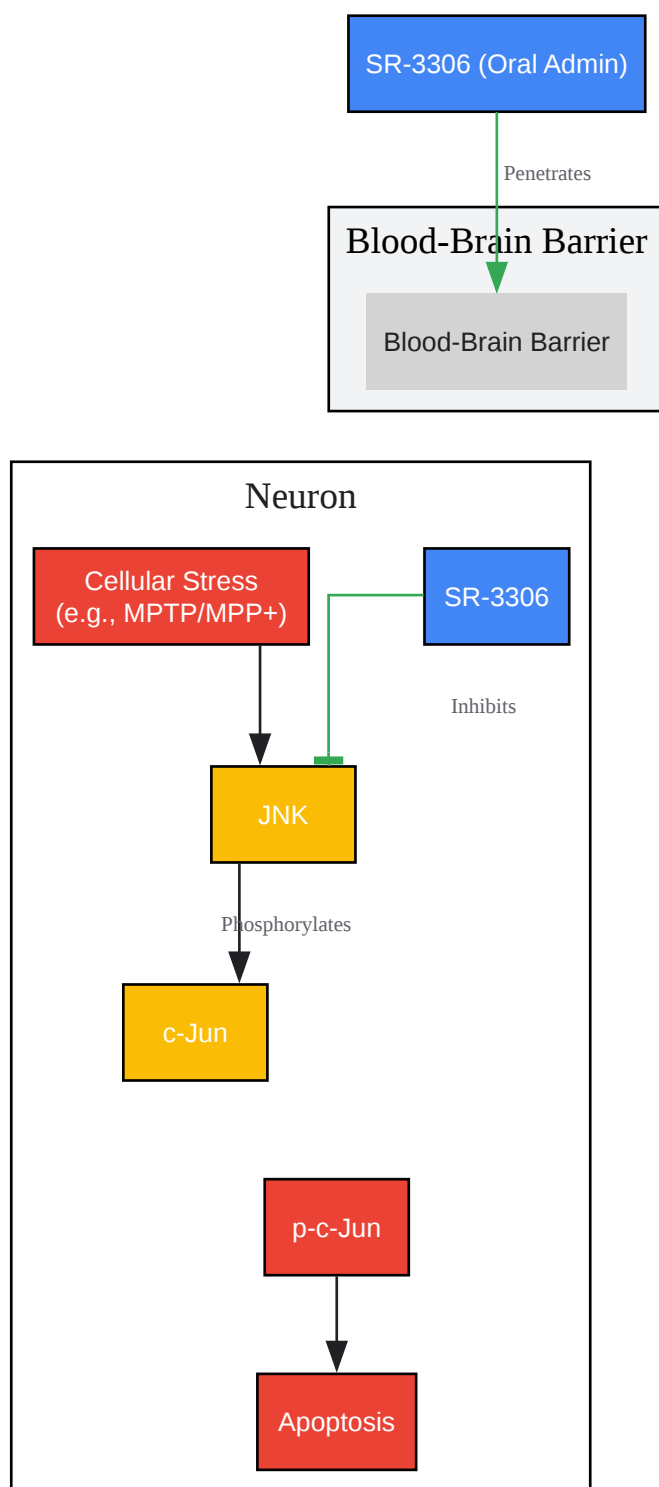 SR-3306 (Oral Admin)
Penetrates
Blood-Brain Barrier
Blood-Brain Barrier
Neuron
Cellular Stress
(e.g., MPTP/MPP+)
SR-3306
Inhibits
JNK
Phosphorylates
c-Jun
p-c-Jun
Apoptosis